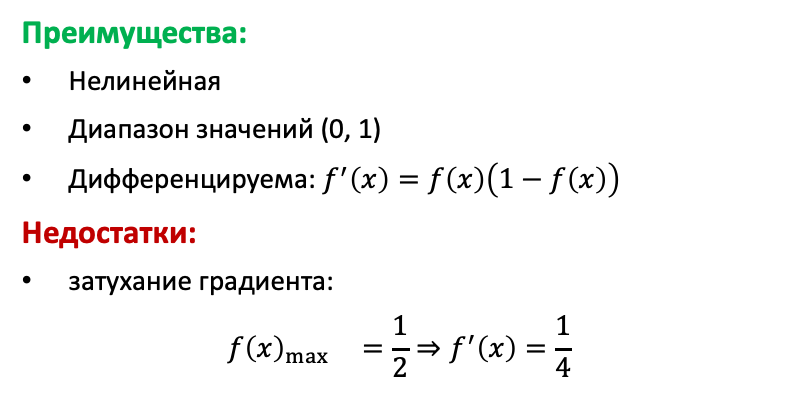 Преимущества:
• Нелинейная
• Диапазон значений (0, 1)
• Дифференцируема: f′(x) = f(x)(1 − f(x))
Недостатки:
• затухание градиента:
f(x)max = 1/2 ⇒ f′(x) = 1/4